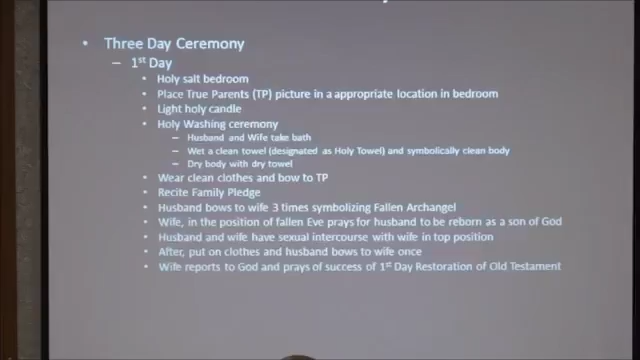 Three Day Ceremony
– 1st Day
Holy salt bedroom
Place True Parents (TP) picture in a appropriate location in bedroom
Light holy candle
Holy Washing ceremony
– Husband and Wife take bath
– Wet a clean towel (designated as Holy Towel) and symbolically clean body
– Dry body with dry towel
Wear clean clothes and bow to TP
Recite Family Pledge
Husband bows to wife 3 times symbolizing Fallen Archangel
Wife, in the position of fallen Eve prays for husband to be reborn as a son of God
Husband and wife have sexual intercourse with wife in top position
After, put on clothes and husband bows to wife once
Wife reports to God and prays of success of 1st Day Restoration of Old Testament